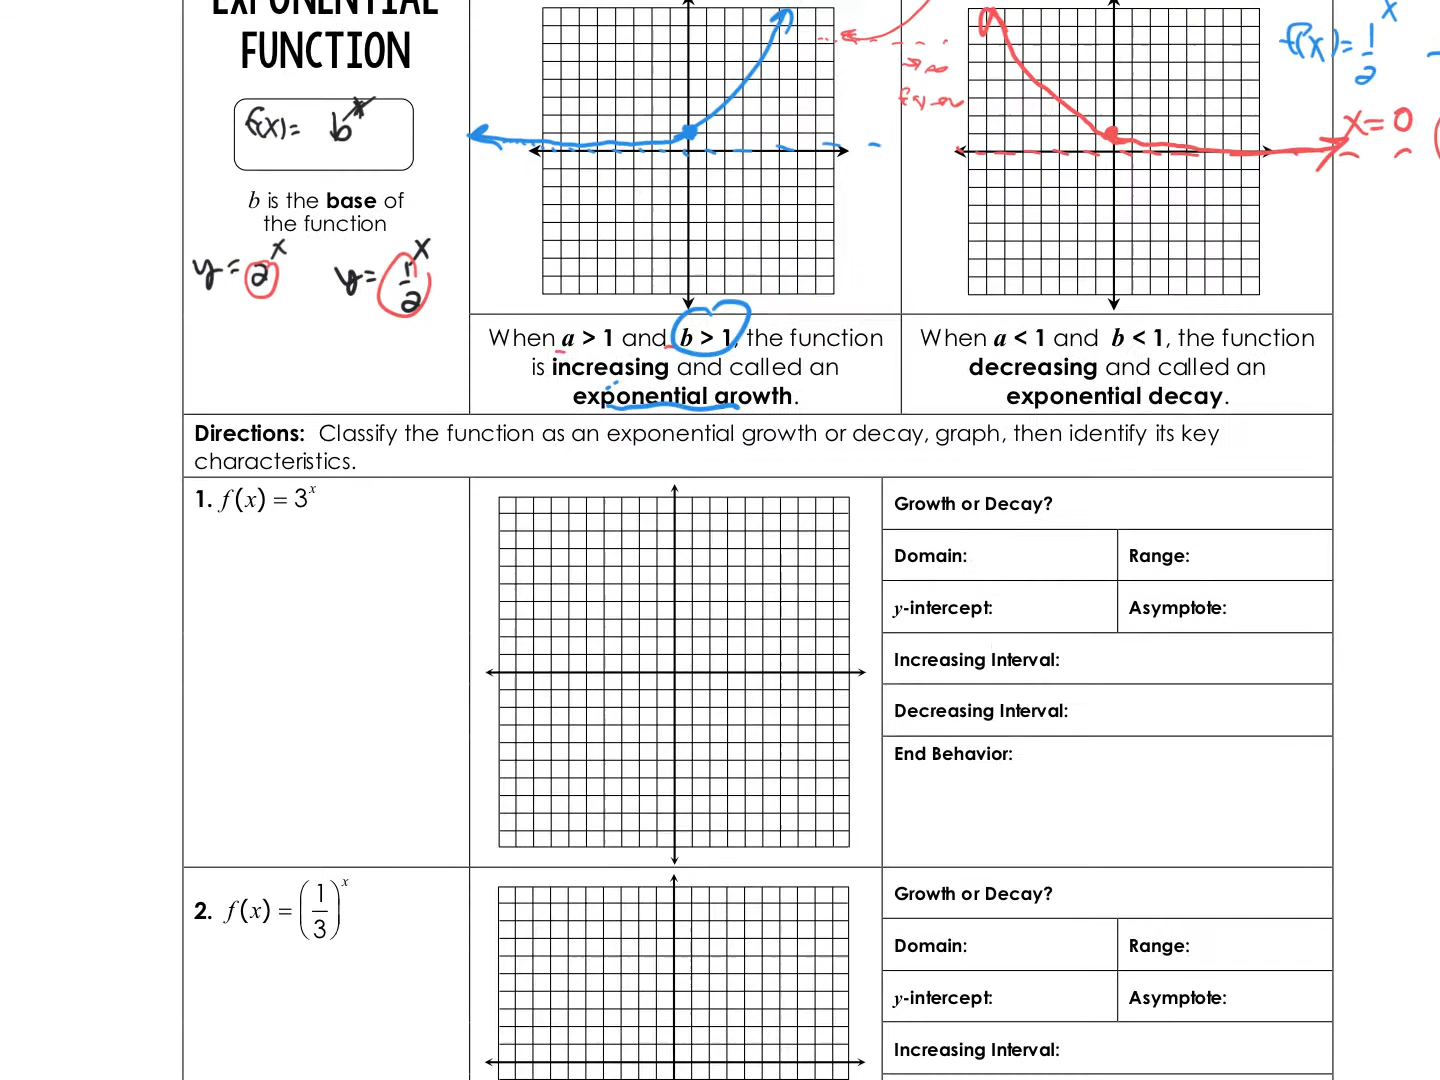 EXPONENTIAL
FUNCTION
f(x)= b^x
b is the base of
the function
y = 2^x
y = 1/2^x
f(x)= 1/2^x
x=0
When a > 1 and b > 1, the function
is increasing and called an
exponential growth.
When a < 1 and b < 1, the function
decreasing and called an
exponential decay.
Directions: Classify the function as an exponential growth or decay, graph, then identify its key
characteristics.
1. f(x) = 3^x
Growth or Decay?
Domain:
Range:
y-intercept:
Asymptote:
Increasing Interval:
Decreasing Interval:
End Behavior:
2. f(x) = (1/3)^x
Growth or Decay?
Domain:
Range:
y-intercept:
Asymptote:
Increasing Interval: